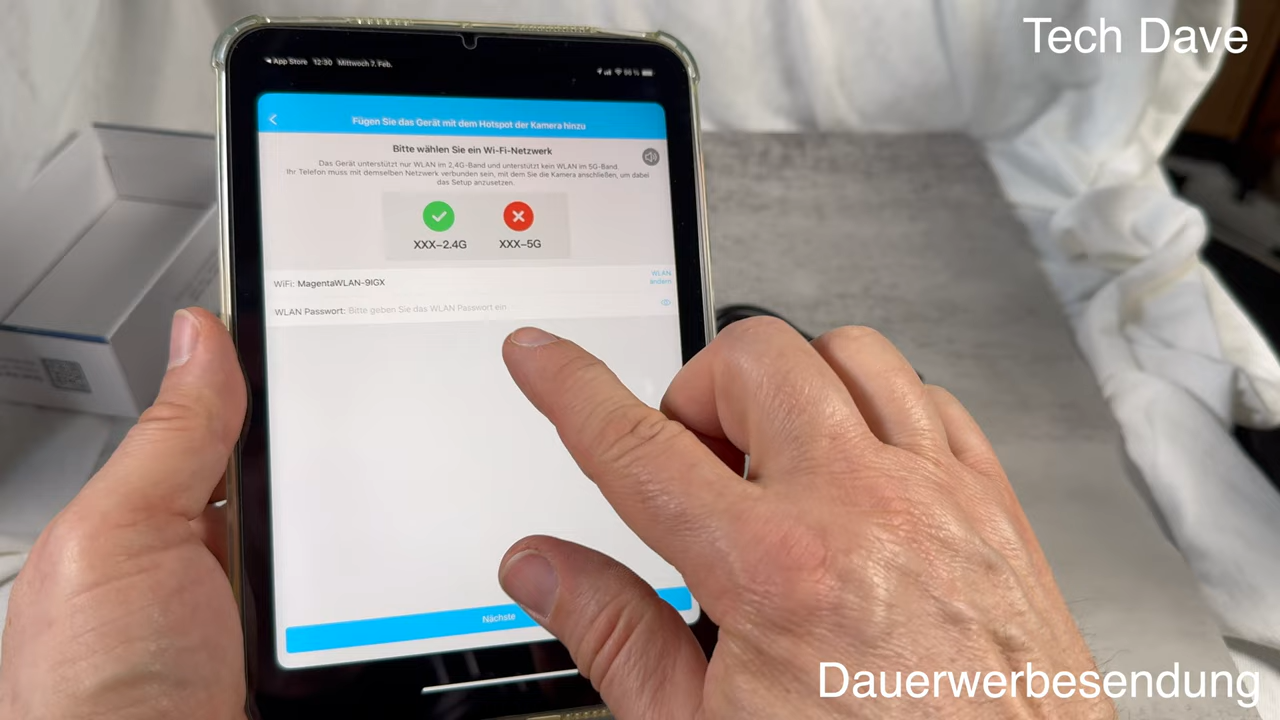 Tech Dave
App Store 12:30 Mittwoch 7. Feb.
Fügen Sie das Gerät mit dem Hotspot der Kamera hinzu
Bitte wählen Sie ein Wi-Fi-Netzwerk
Das Gerät unterstützt nur WLAN im 2,4G-Band und unterstützt kein WLAN im 5G-Band.
Ihr Telefon muss mit demselben Netzwerk verbunden sein, mit dem Sie die Kamera anschließen, um dabei
das Setup anzusetzen.
XXX-2.4G XXX-5G
WiFi: MagentaWLAN-9IGX
WLAN
ändern
WLAN Passwort: Bitte geben Sie das WLAN Passwort ein
Nächste
Dauerwerbesendung